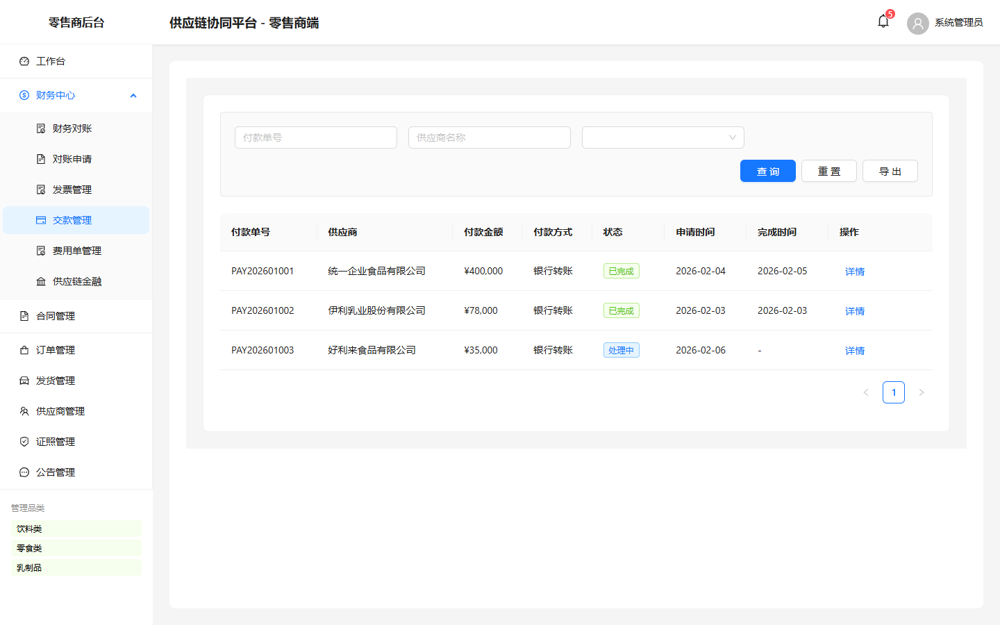 零售商后台
供应链协同平台 - 零售商端
5
系统管理员
工作台
财务中心
财务对账
对账申请
发票管理
交款管理
费用单管理
供应链金融
合同管理
订单管理
发货管理
供应商管理
证照管理
公告管理
管理品类
饮料类
零食类
乳制品
付款单号 供应商名称
查 询 重 置 导 出
付款单号 供应商 付款金额 付款方式 状态 申请时间 完成时间 操作
PAY202601001 统一企业食品有限公司 ¥400,000 银行转账 已完成 2026-02-04 2026-02-05 详情
PAY202601002 伊利乳业股份有限公司 ¥78,000 银行转账 已完成 2026-02-03 2026-02-03 详情
PAY202601003 好利来食品有限公司 ¥35,000 银行转账 处理中 2026-02-06 - 详情
1